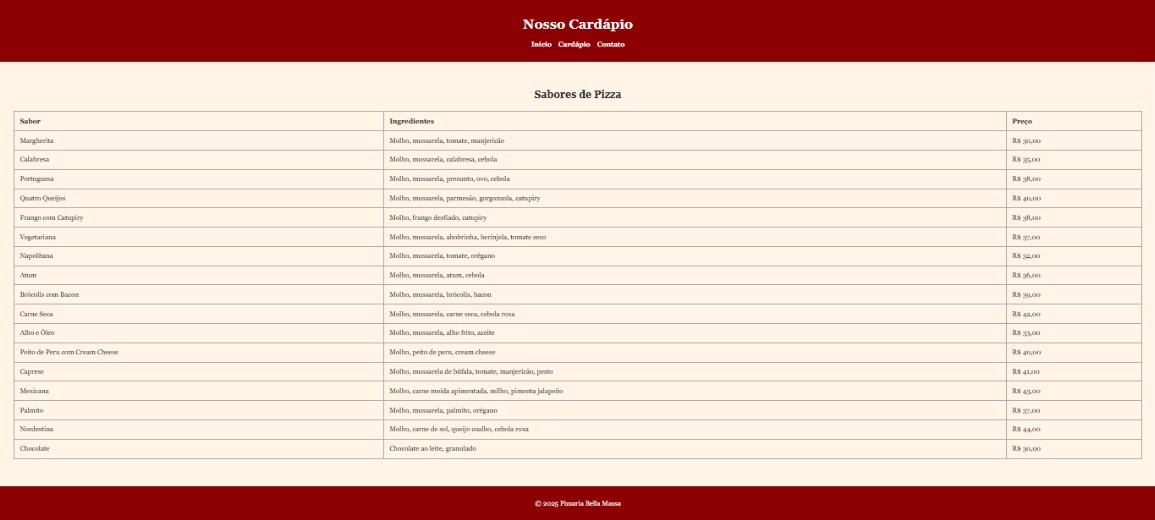 Nosso Cardápio
Início Cardápio Contato
Sabores de Pizza
Sabor Ingredientes Preço
Margherita Molho, mussarela, tomate, manjericão R$ 30,00
Calabresa Molho, mussarela, calabresa, cebola R$ 35,00
Portuguesa Molho, mussarela, presunto, ovo, cebola R$ 38,00
Quatro Queijos Molho, mussarela, parmesão, gorgonzola, catupiry R$ 40,00
Frango com Catupiry Molho, frango desfiado, catupiry R$ 38,00
Vegetariana Molho, mussarela, abobrinha, berinjela, tomate seco R$ 37,00
Napolitana Molho, mussarela, tomate, orégano R$ 32,00
Atum Molho, mussarela, atum, cebola R$ 36,00
Brócolis com Bacon Molho, mussarela, brócolis, bacon R$ 39,00
Carne Seca Molho, mussarela, carne seca, cebola roxa R$ 42,00
Alho e Óleo Molho, mussarela, alho frito, azeite R$ 33,00
Peito de Peru com Cream Cheese Molho, peito de peru, cream cheese R$ 40,00
Caprese Molho, mussarela de búfala, tomate, manjericão, pesto R$ 41,00
Mexicana Molho, carne moída apimentada, milho, pimenta jalapeño R$ 43,00
Palmito Molho, mussarela, palmito, orégano R$ 37,00
Nordestina Molho, carne de sol, queijo coalho, cebola roxa R$ 44,00
Chocolate Chocolate ao leite, granulado R$ 30,00
© 2025 Pizzaria Bella Massa